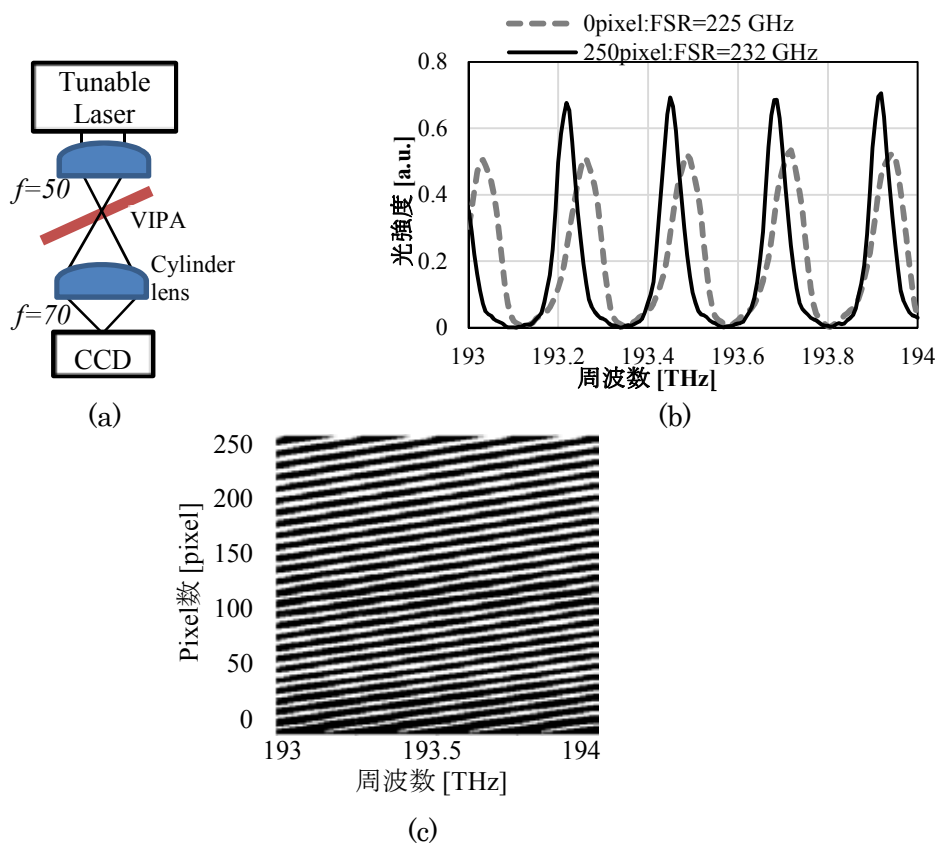 Tunable
Laser
f=50
VIPA
Cylinder
lens
f=70
CCD
(a)
0pixel:FSR=225 GHz
250pixel:FSR=232 GHz
0.8
0.6
0.4
0.2
0
光強度 [a.u.]
193 193.2 193.4 193.6 193.8 194
周波数 [THz[
(b)
250
200
150
100
50
0
Pixel数 [pixel]
193 193.5 194
周波数 [THz]
(c)